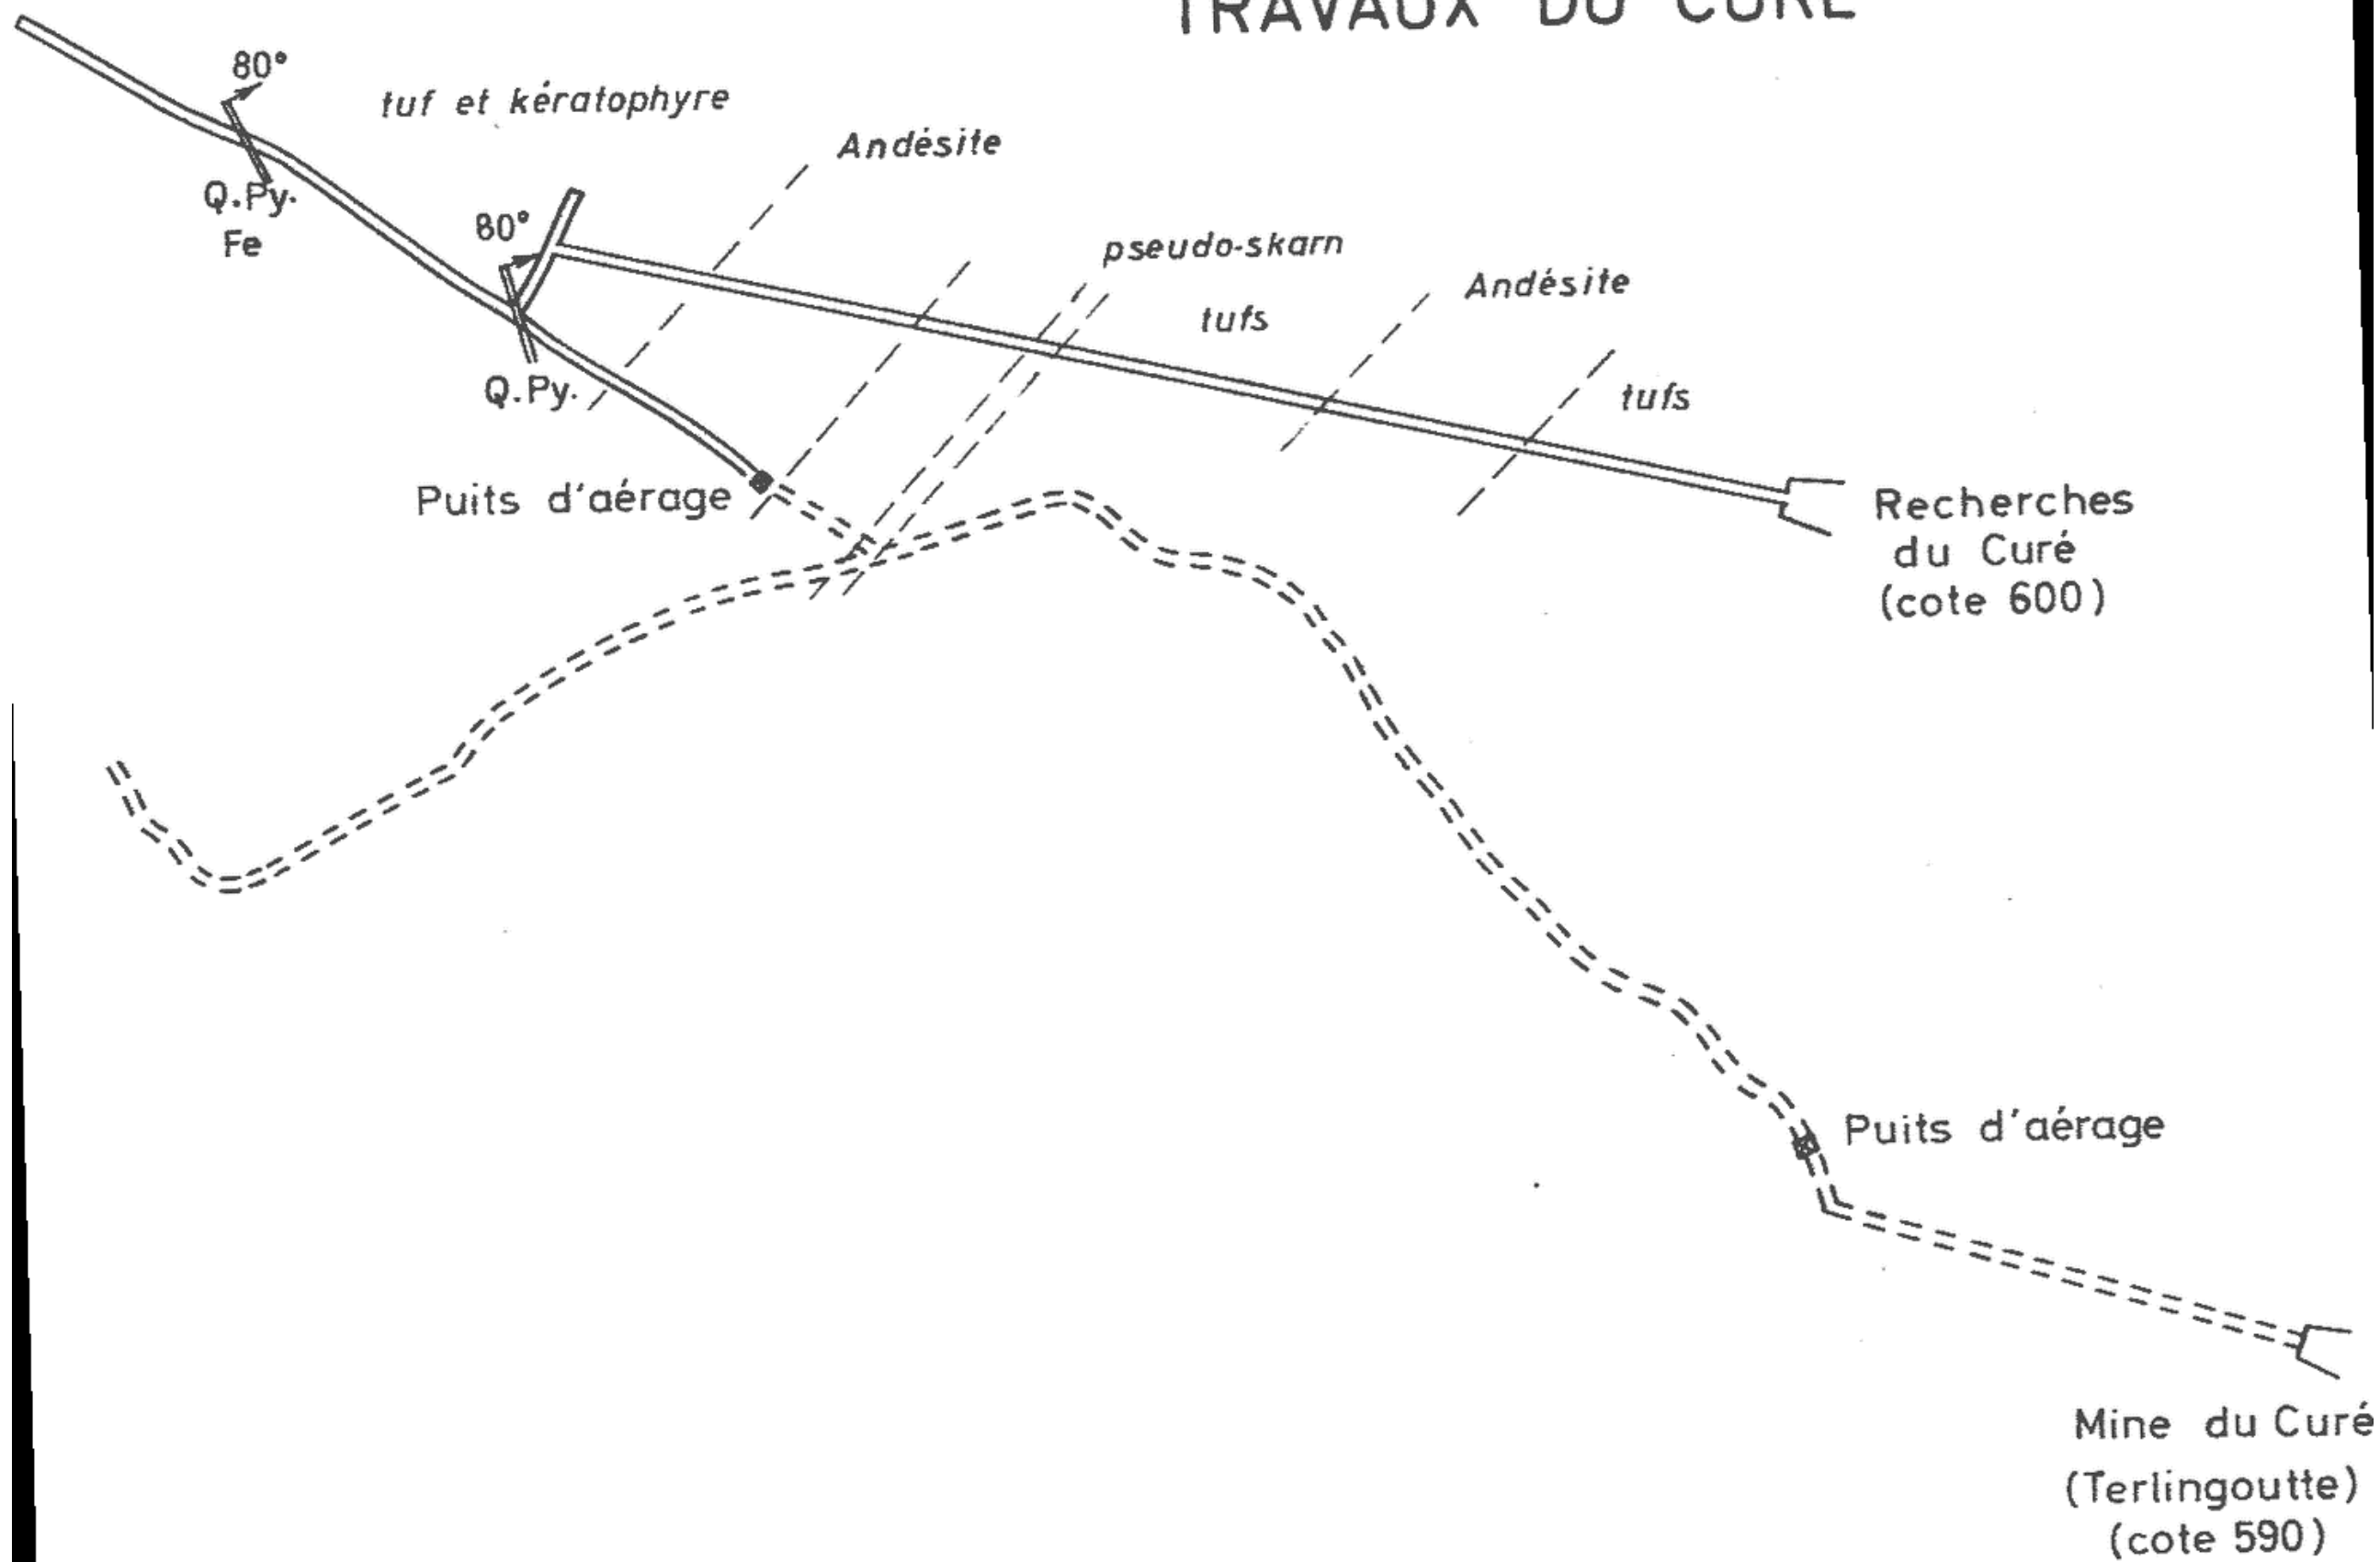 TRAVAUX DU CURE
80°
tuf et kératophyre
Andésite
Q.Py.
Fe
80°
pseudo-skarn
Andésite
tufs
Q.Py.
tufs
Puits d'aérage
Recherches
du Curé
(cote 600)
Puits d'aérage
Mine du Curé
(Terlingoutte)
(cote 590)